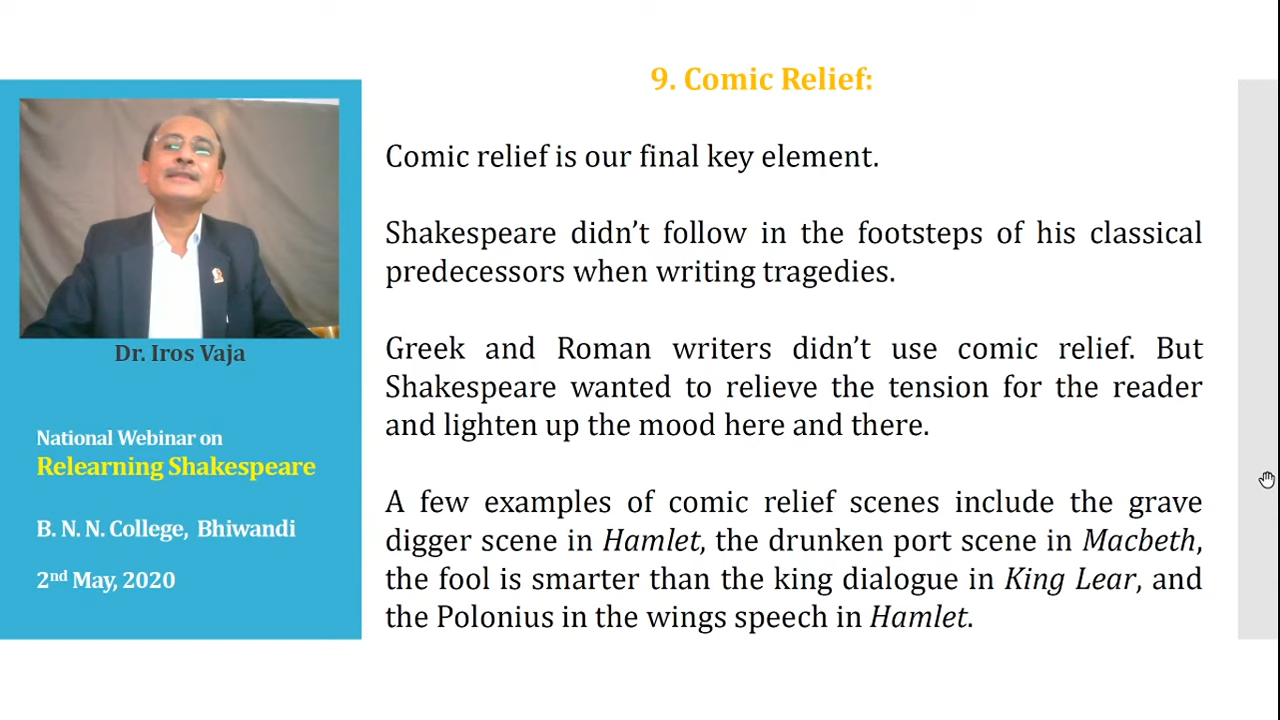 9. Comic Relief:
Comic relief is our final key element.
Shakespeare didn’t follow in the footsteps of his classical
predecessors when writing tragedies.
Greek and Roman writers didn’t use comic relief. But
Shakespeare wanted to relieve the tension for the reader
and lighten up the mood here and there.
A few examples of comic relief scenes include the grave
digger scene in Hamlet, the drunken port scene in Macbeth,
the fool is smarter than the king dialogue in King Lear, and
the Polonius in the wings speech in Hamlet.
Dr. Iros Vaja
National Webinar on
Relearning Shakespeare
B. N. N. College, Bhiwandi
2nd May, 2020